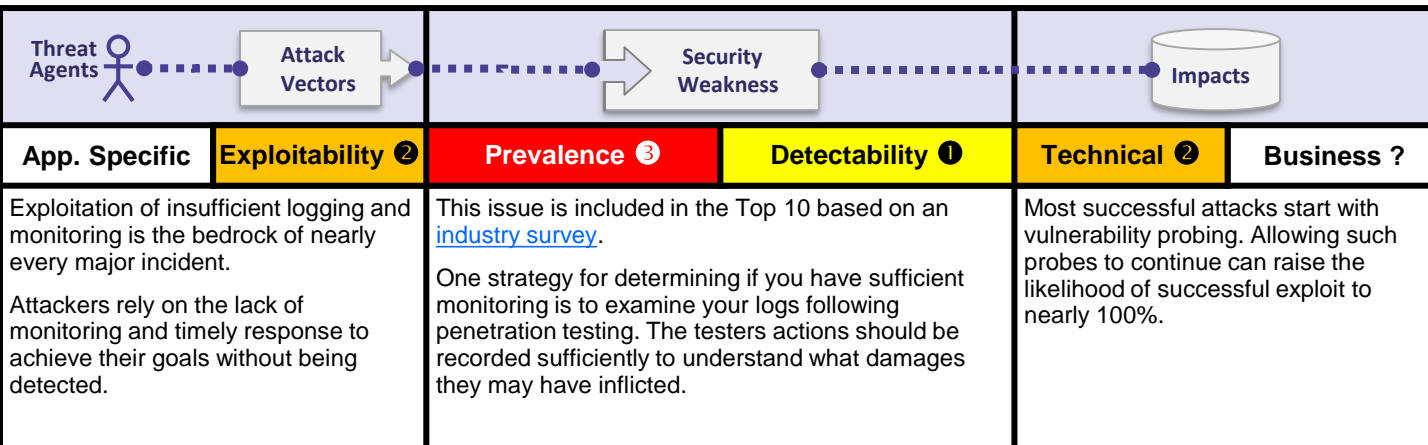 Threat
Agents
Attack
Vectors
Security
Weakness
Impacts
App. Specific
Exploitability ❷
Prevalence ❸
Detectability ❶
Technical ❷
Business ?
Exploitation of insufficient logging and
monitoring is the bedrock of nearly
every major incident.
Attackers rely on the lack of
monitoring and timely response to
achieve their goals without being
detected.
This issue is included in the Top 10 based on an
industry survey.
One strategy for determining if you have sufficient
monitoring is to examine your logs following
penetration testing. The testers actions should be
recorded sufficiently to understand what damages
they may have inflicted.
Most successful attacks start with
vulnerability probing. Allowing such
probes to continue can raise the
likelihood of successful exploit to
nearly 100%.